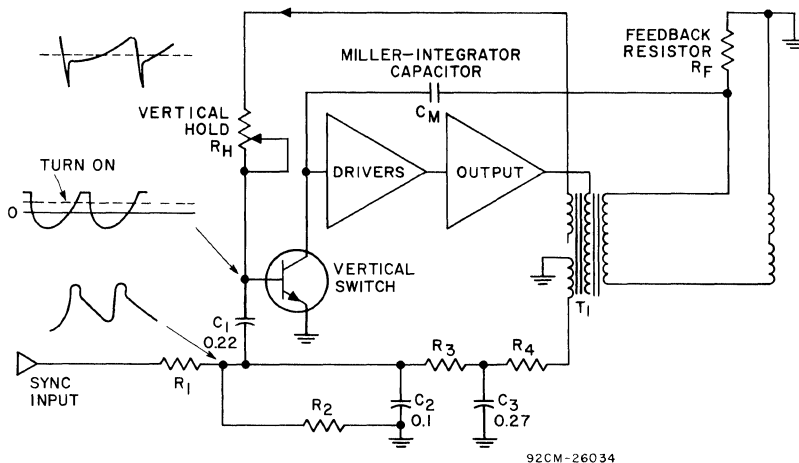 FEEDBACK
RESISTOR
RF
MILLER-INTEGRATOR
CAPACITOR
CM
VERTICAL
HOLD
RH
TURN ON
O
DRIVERS
OUTPUT
VERTICAL
SWITCH
T1
C1
0.22
R3
R4
SYNC
INPUT
R1
R2
C2
0.1
C3
0.27
92CM-26034